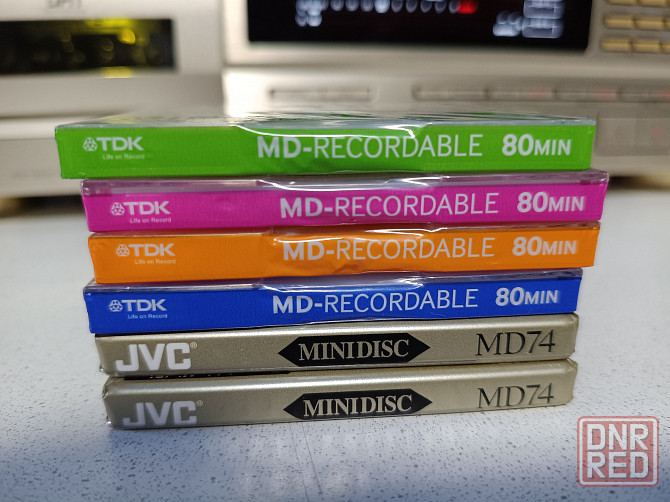 TDK MD-RECORDABLE 80MIN
Life on Record
TDK MD-RECORDABLE 80MIN
Life on Record
TDK MD-RECORDABLE 80MIN
Life on Record
TDK MD-RECORDABLE 80MIN
Life on Record
JVC® MINIDISC MD74
JVC® MINIDISC MD74
DNR
RED